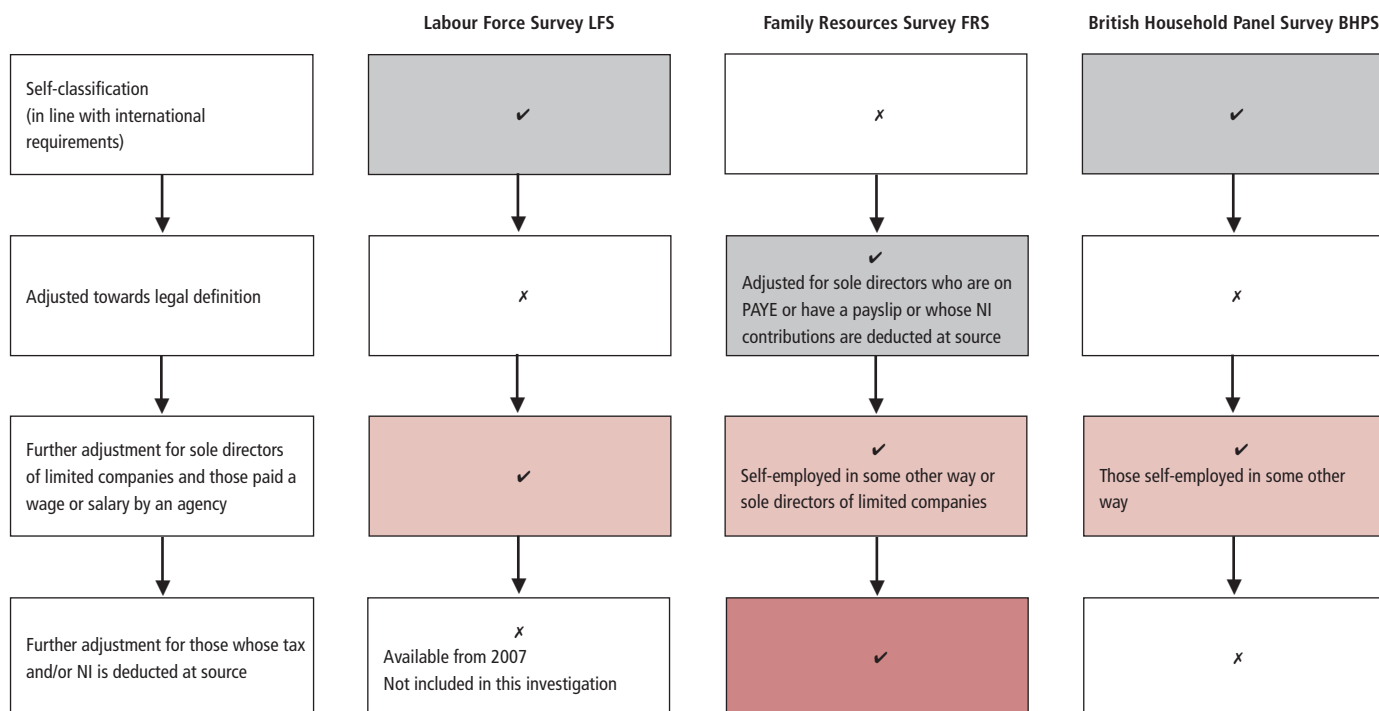 Labour Force Survey LFS
Family Resources Survey FRS
British Household Panel Survey BHPS
Self-classification
(in line with international
requirements)
✔
✗
✔
Adjusted towards legal definition
✗
✔
Adjusted for sole directors who are on
PAYE or have a payslip or whose NI
contributions are deducted at source
✗
Further adjustment for sole directors
of limited companies and those paid a
wage or salary by an agency
✔
✔
Self-employed in some other way or
sole directors of limited companies
✔
Those self-employed in some other
way
Further adjustment for those whose tax
and/or NI is deducted at source
✗
Available from 2007
Not included in this investigation
✔
✗